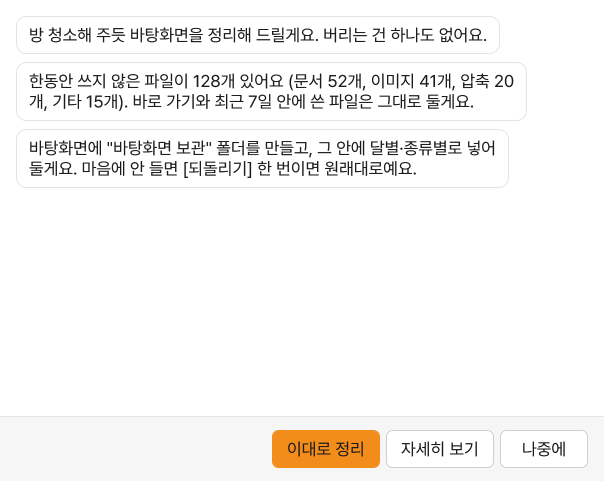 방 청소해 주듯 바탕화면을 정리해 드릴게요. 버리는 건 하나도 없어요.
한동안 쓰지 않은 파일이 128개 있어요 (문서 52개, 이미지 41개, 압축 20
개, 기타 15개). 바로 가기와 최근 7일 안에 쓴 파일은 그대로 둘게요.
바탕화면에 "바탕화면 보관" 폴더를 만들고, 그 안에 달별·종류별로 넣어
둘게요. 마음에 안 들면 [되돌리기] 한 번이면 원래대로예요.
이대로 정리
자세히 보기
나중에